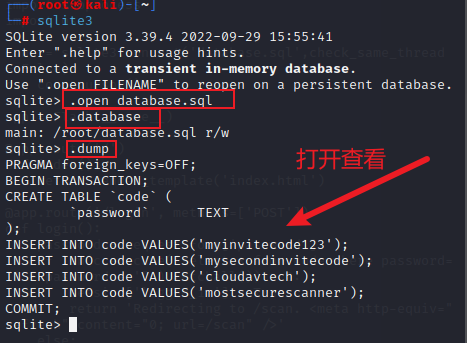 (root㉿kali)-[~]
# sqlite3
SQLite version 3.39.4 2022-09-29 15:55:41
Enter ".help" for usage hints.
Connected to a transient in-memory database.
Use ".open FILENAME" to reopen on a persistent database.
sqlite> .open database.sql
sqlite> .database
main: /root/database.sql r/w
sqlite> .dump
打开查看
PRAGMA foreign_keys=OFF;
BEGIN TRANSACTION;
CREATE TABLE `code` (
`password` TEXT
);
INSERT INTO code VALUES('myinvitecode123');
INSERT INTO code VALUES('mysecondinvitecode');
INSERT INTO code VALUES('cloudavtech');
INSERT INTO code VALUES('mostsecurescanner');
COMMIT;
sqlite>